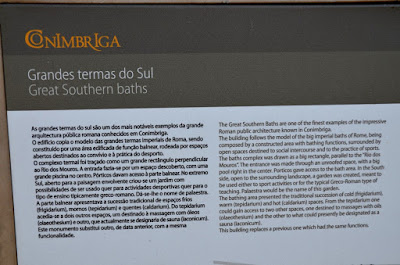 CONIMBRIGA
Grandes termas do Sul
Great Southern baths
As grandes termas do sul são um dos mais notáveis exemplos da grande
arquitectura pública romana conhecidos em Conimbriga.
O edifício copia o modelo das grandes termas imperiais de Roma, sendo
constituído por uma área edificada de função balnear, rodeada por espaços
abertos destinados ao convívio e à prática do desporto.
O complexo termal foi traçado como um grande rectângulo perpendicular
ao Rio dos Mouros. A entrada fazia-se por um espaço descoberto, com uma
grande piscina no centro. Pórticos davam acesso à parte balnear. No extremo
Sul, aberto para a paisagem envolvente criou-se um jardim com
possibilidades de ser usado quer para actividades desportivas quer para o
tipo de ensino tipicamente greco-romano. Dá-se-lhe o nome de palestra.
A parte balnear apresentava a sucessão tradicional de espaços frios
(frigidarium), mornos (tepidarium) e quentes (caldarium). Do tepidarium
acedia-se a dois outros espaços, um destinado à massagem com óleos
(olaeosthesium) e outro, que actualmente se designaria de sauna (laconicum).
Este monumento substitui outro, de data anterior, com a mesma
funcionalidade.
The Great Southern Baths are one of the finest examples of the impressive
Roman public architecture known in Conimbriga.
The building follows the model of the big imperial baths of Rome, being
composed by a constructed area with bathing functions, surrounded by
open spaces destined to social intercourse and to the practice of sports.
The baths complex was drawn as a big rectangle, parallel to the "Rio dos
Mouros". The entrance was made through an unroofed space, with a big
pool right in the center. Porticos gave access to the bath area. In the South
side, open to the surrounding landscape, a garden was created, meant to
be used either to sport activities or for the typical Greco-Roman type of
teaching. Palaestra would be the name of this garden.
The bathing area presented the traditional succession of cold (frigidarium),
warm (tepidarium) and hot (caldarium) spaces. From the tepidarium one
could gain access to two other spaces, one destined to massages with oils
(olaeosthesium) and the other to what could presently be designated as a
sauna (laconicum).
This building replaces a previous one which had the same functions.